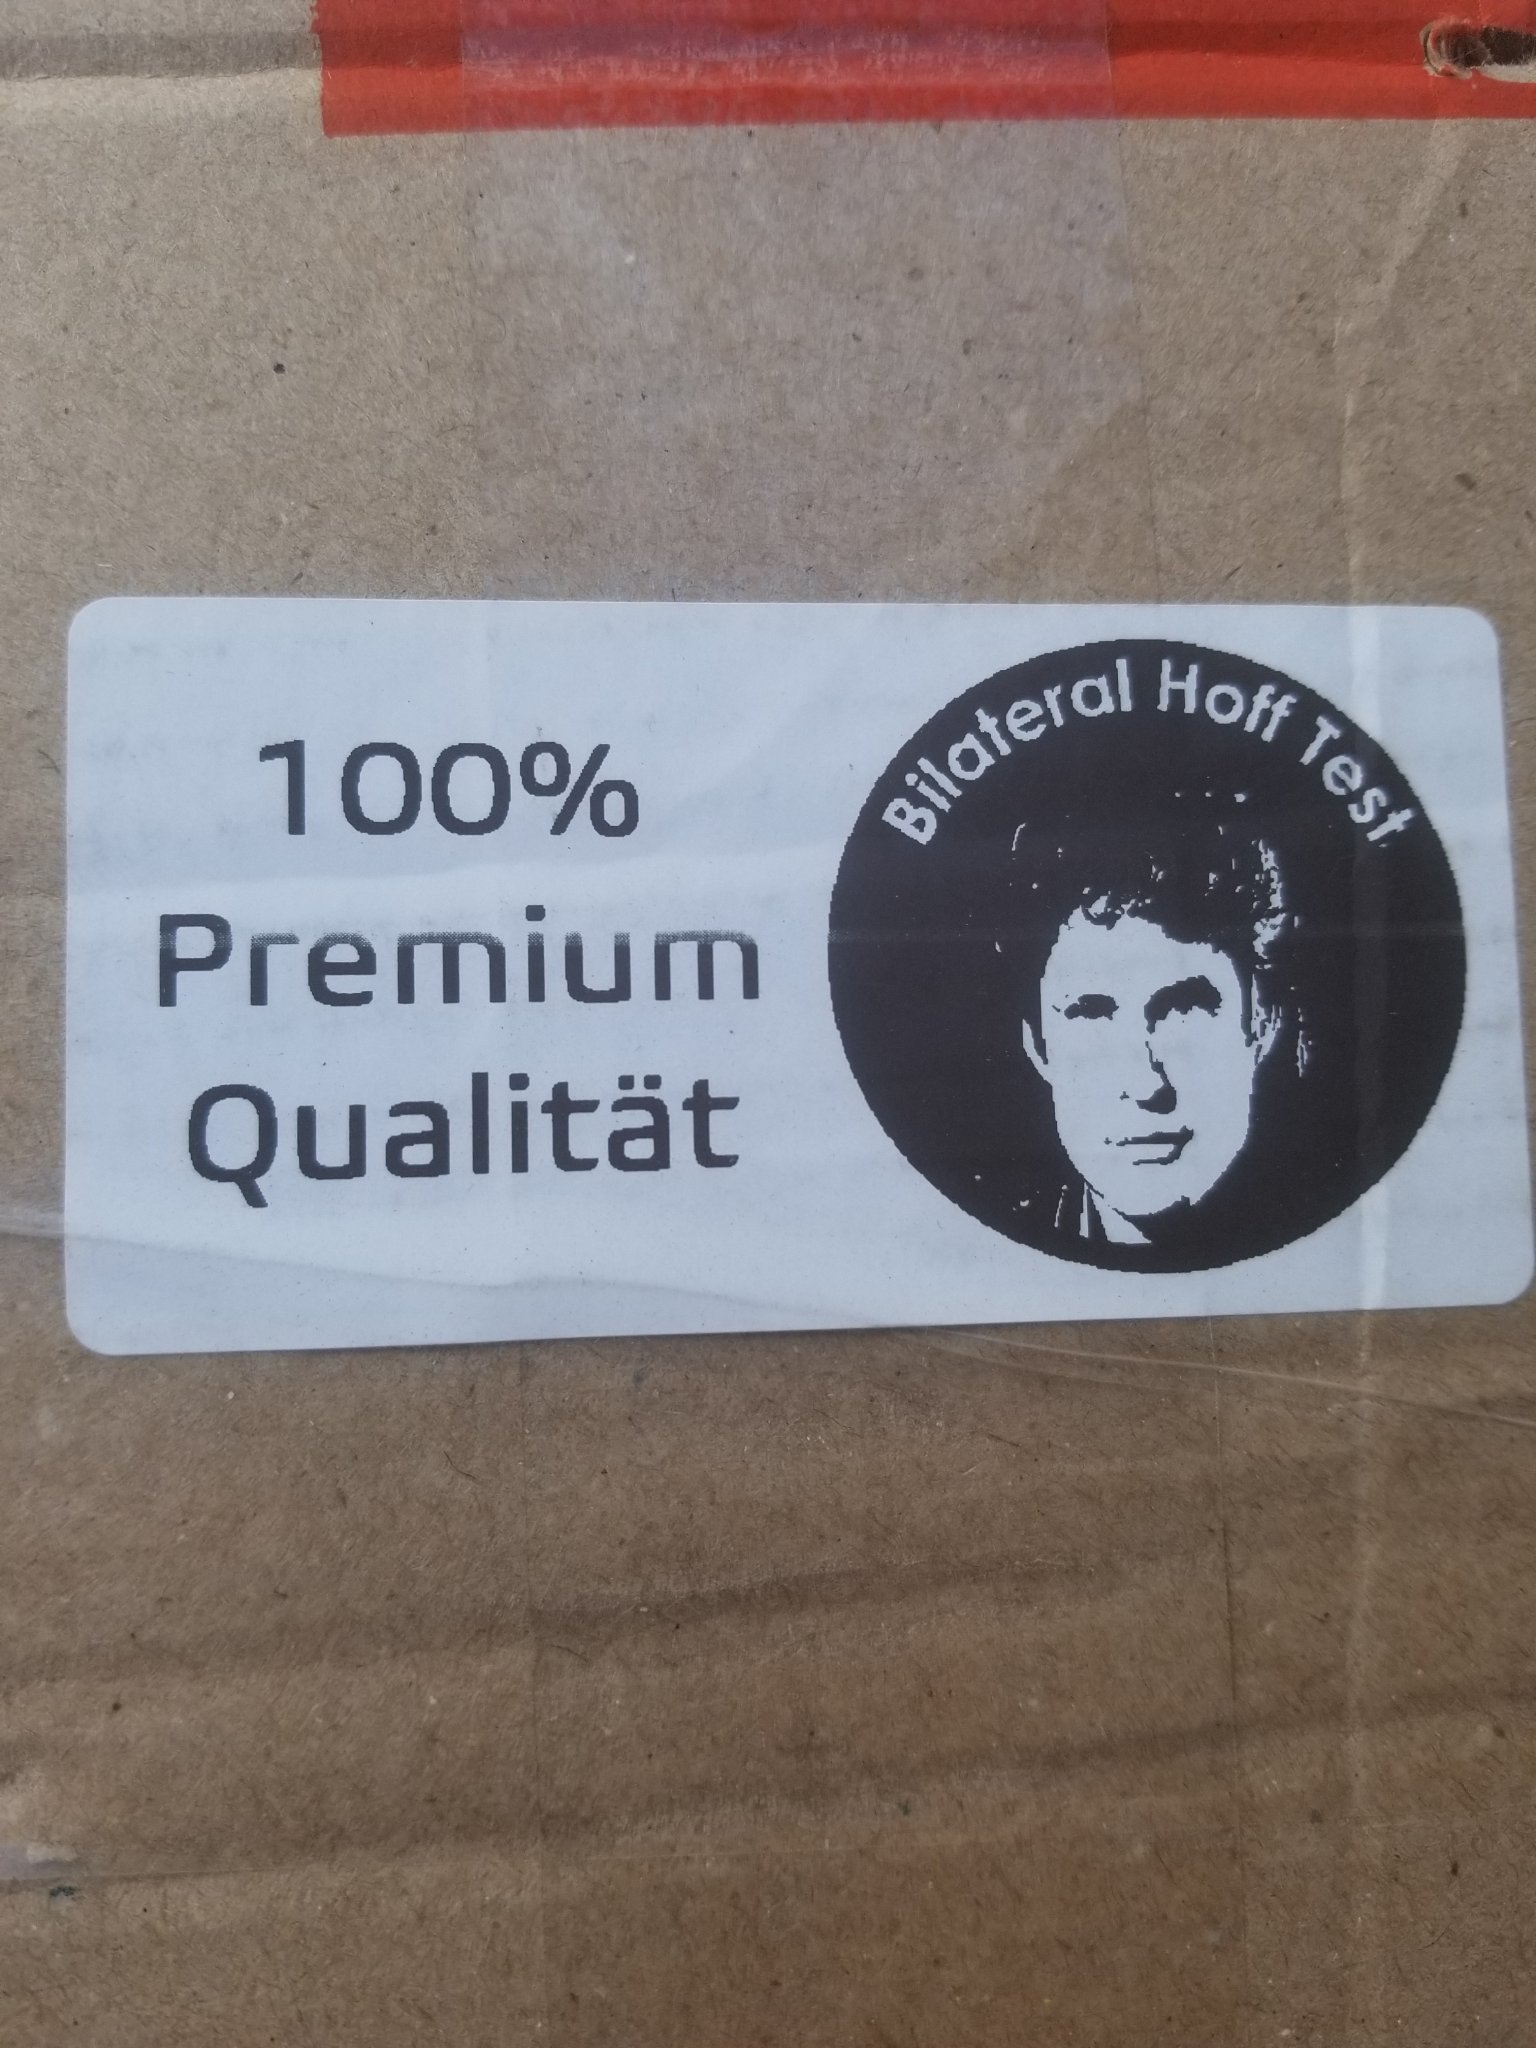 100%
Premium
Qualität
Bilateral Hoff Test